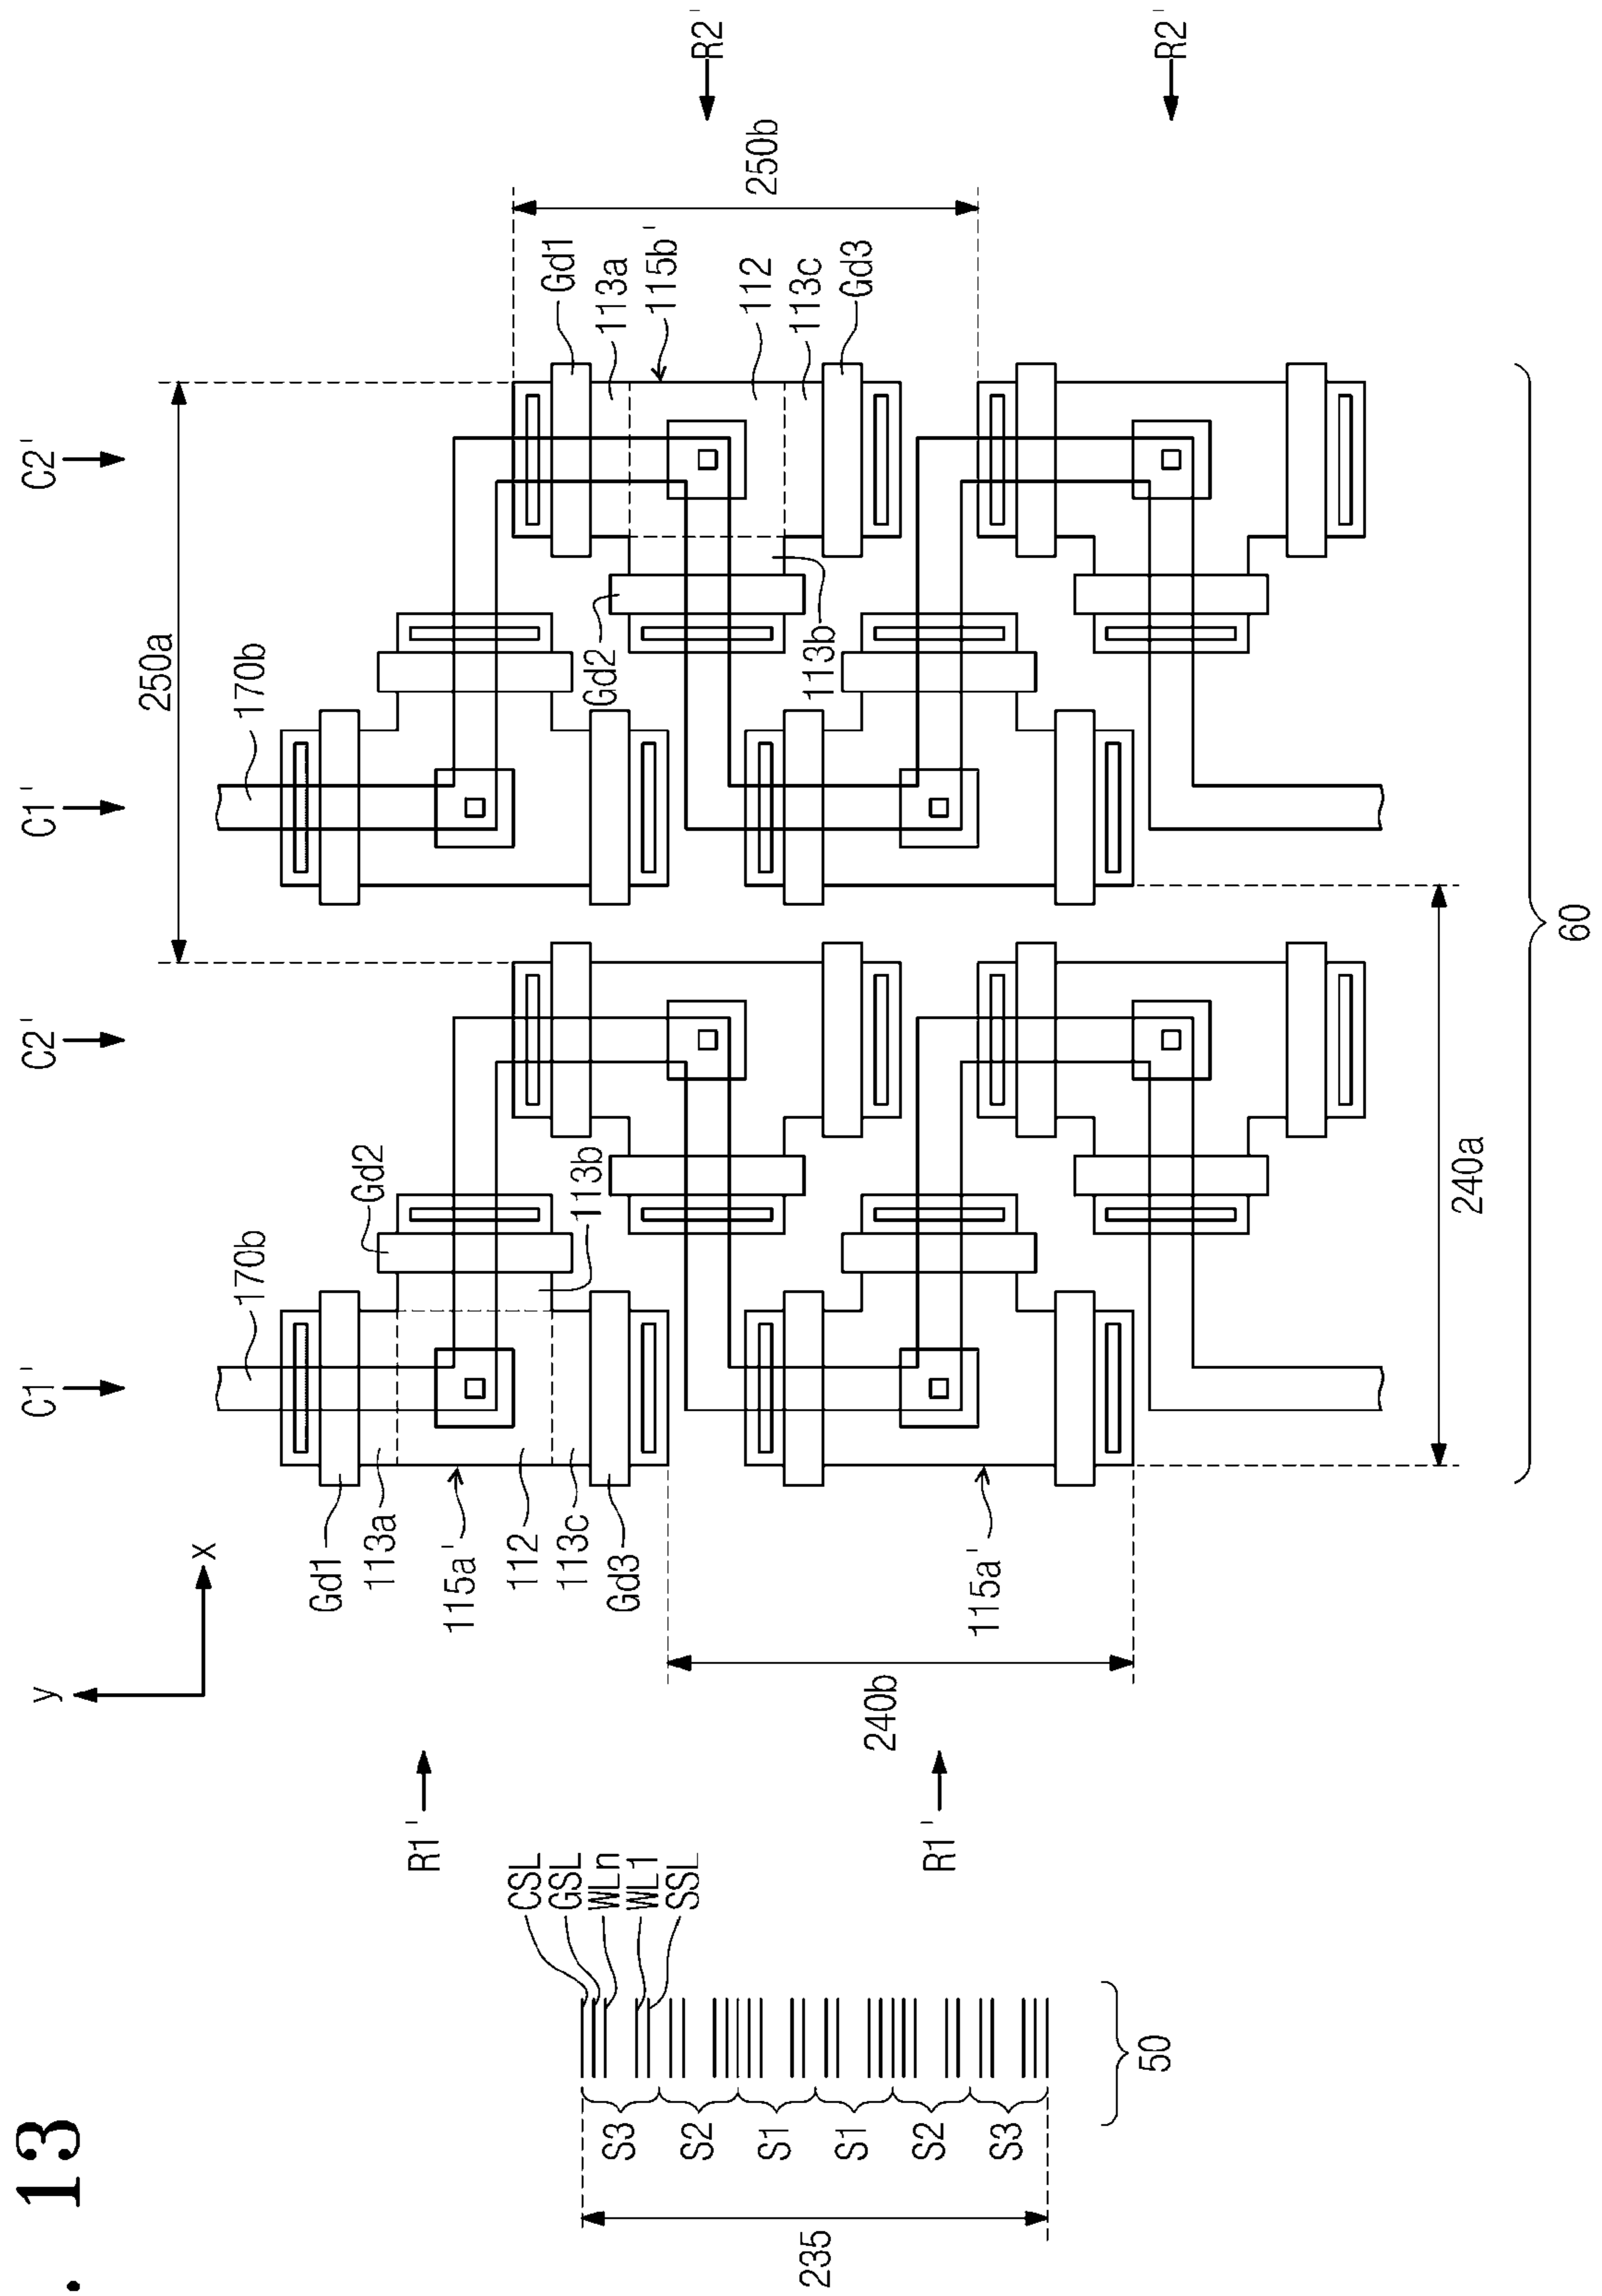 . 13
235
S3
S2
S1
S1
S2
S3
50
CSL
GSL
WLn
WL1
SSL
R1'
R1'
y
x
240b
Gd1
113a
115a'
112
113c
Gd3
115a'
C1'
C2'
C1'
C2'
170b
Gd2
113b
240a
60
250a
170b
Gd2
113b
Gd1
113a
115b'
112
113c
Gd3
250b
R2'
R2'